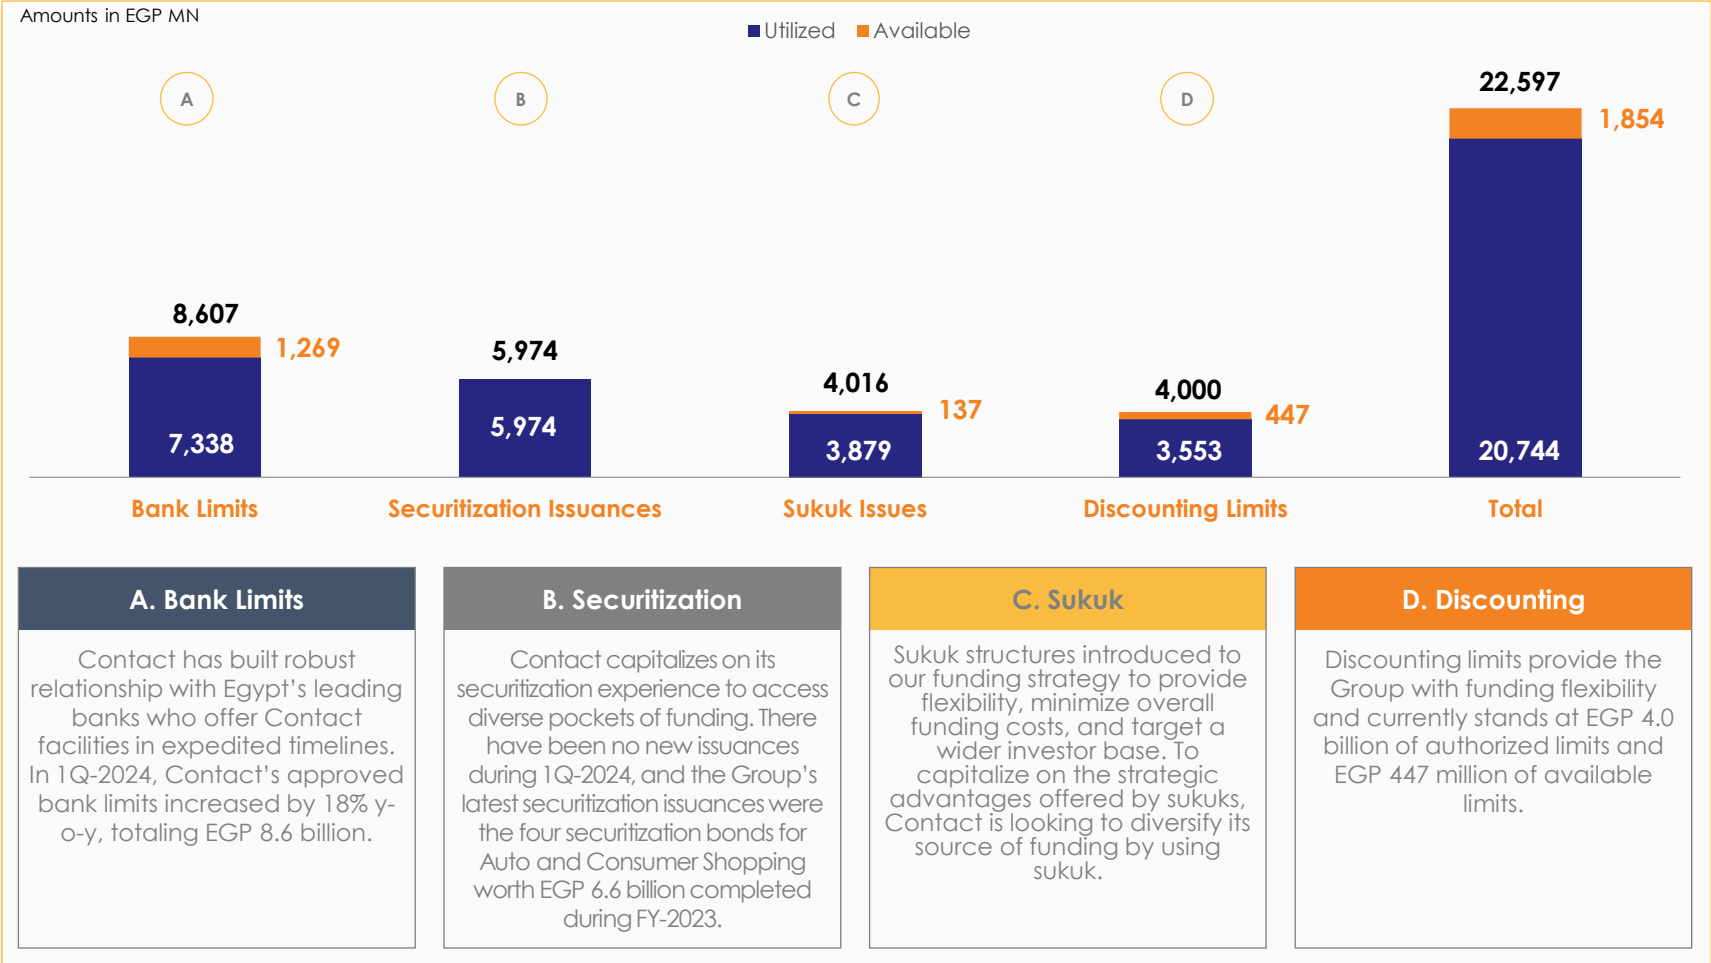 Amounts in EGP MN
Utilized Available
A
B
C
D
22,597
1,854
8,607
1,269
5,974
4,016
137
4,000
447
7,338
5,974
3,879
3,553
20,744
Bank Limits
Securitization Issuances
Sukuk Issues
Discounting Limits
Total
A. Bank Limits
Contact has built robust
relationship with Egypt's leading
banks who offer Contact
facilities in expedited timelines.
In 1Q-2024, Contact's approved
bank limits increased by 18% y-
o-y, totaling EGP 8.6 billion.
B. Securitization
Contact capitalizes on its
securitization experience to access
diverse pockets of funding. There
have been no new issuances
during 1Q-2024, and the Group's
latest securitization issuances were
the four securitization bonds for
Auto and Consumer Shopping
worth EGP 6.6 billion completed
during FY-2023.
C. Sukuk
Sukuk structures introduced to
our funding strategy to provide
flexibility, minimize overall
funding costs, and target a
wider investor base. To
capitalize on the strategic
advantages offered by sukuks,
Contact is looking to diversify its
source of funding by using
sukuk.
D. Discounting
Discounting limits provide the
Group with funding flexibility
and currently stands at EGP 4.0
billion of authorized limits and
EGP 447 million of available
limits.